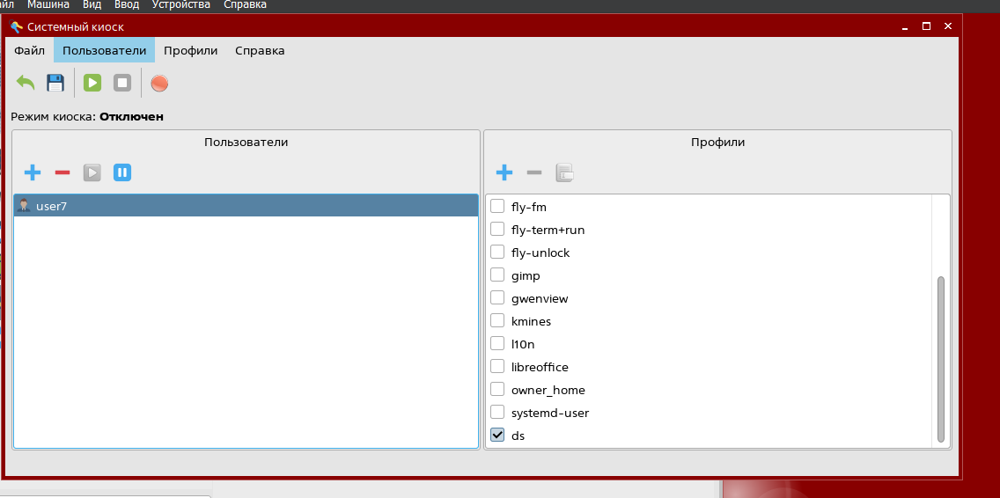 Машина Вид Ввод Устройства Справка
Системный киоск
Файл Пользователи Профили Справка
Режим киоска: Отключен
Пользователи
user7
Профили
fly-fm
fly-term+run
fly-unlock
gimp
gwenview
kmines
l10n
libreoffice
owner_home
systemd-user
ds